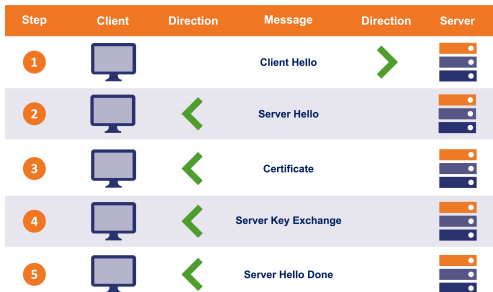 Step Client Direction Message Direction Server
1 Client Hello
2 Server Hello
3 Certificate
4 Server Key Exchange
5 Server Hello Done